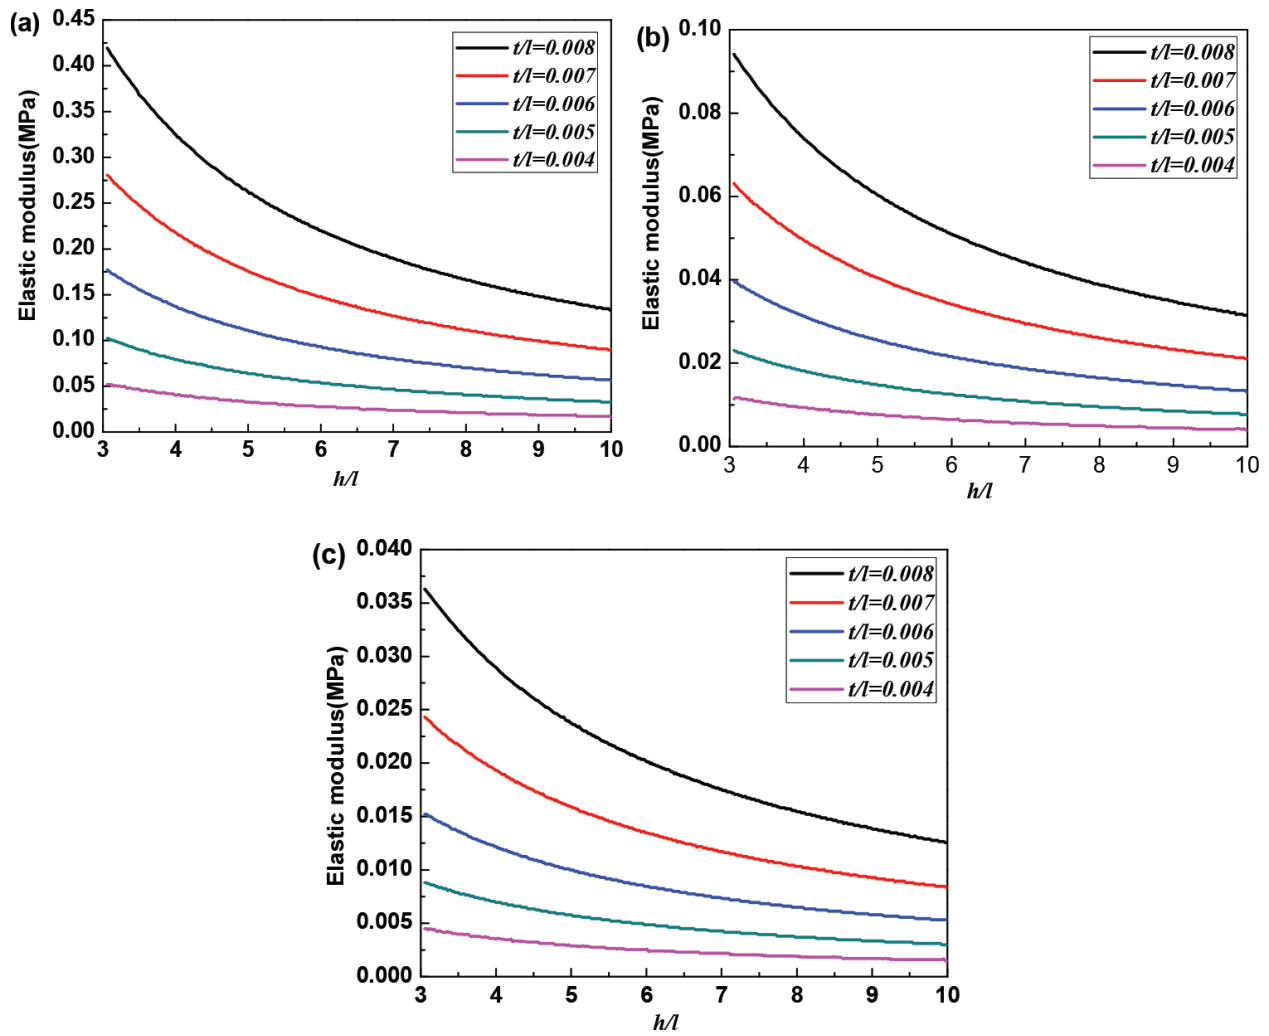 (a)
Elastic modulus(MPa)
0.45
0.40
0.35
0.30
0.25
0.20
0.15
0.10
0.05
0.00
3 4 5 6 7 8 9 10
h/l
t/l=0.008
t/l=0.007
t/l=0.006
t/l=0.005
t/l=0.004
(b)
Elastic modulus(MPa)
0.10
0.08
0.06
0.04
0.02
0.00
3 4 5 6 7 8 9 10
h/l
t/l=0.008
t/l=0.007
t/l=0.006
t/l=0.005
t/l=0.004
(c)
Elastic modulus(MPa)
0.040
0.035
0.030
0.025
0.020
0.015
0.010
0.005
0.000
3 4 5 6 7 8 9 10
h/l
t/l=0.008
t/l=0.007
t/l=0.006
t/l=0.005
t/l=0.004